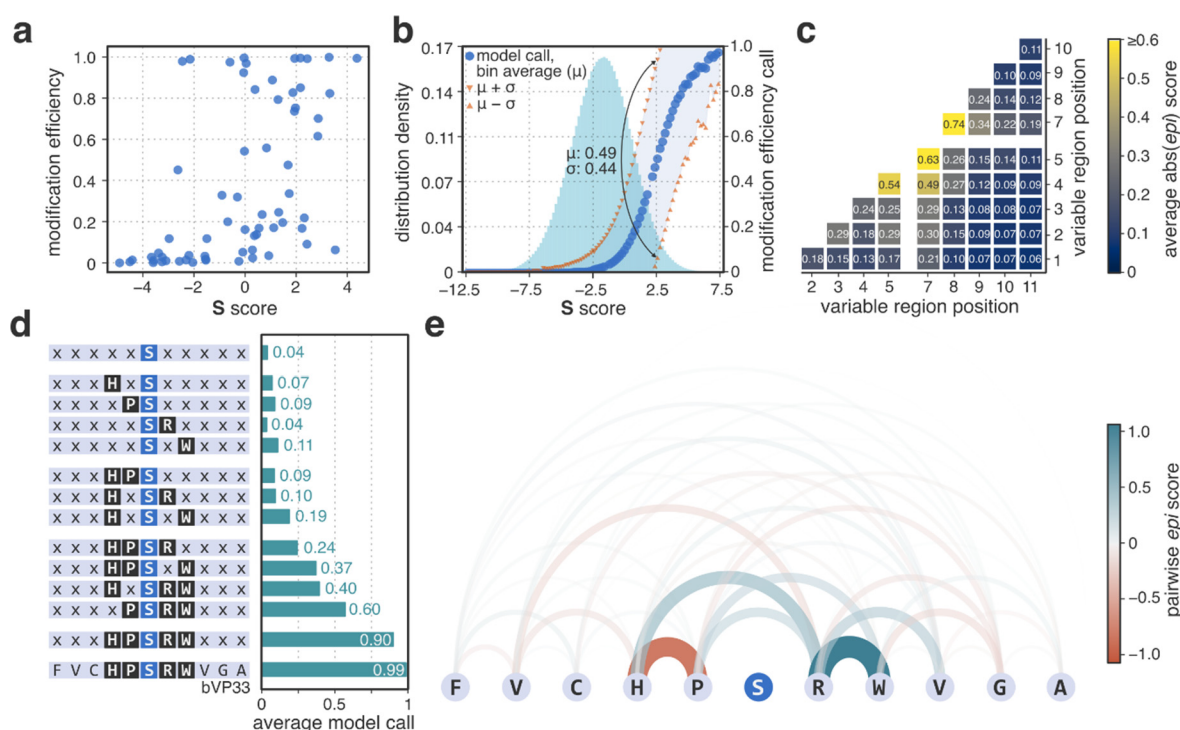 a
modification efficiency
1.0
0.8
0.6
0.4
0.2
0
−4
−2
0
2
4
S score
b
distribution density
0.17
0.14
0.11
0.07
0.04
0
model call,
bin average (μ)
μ + σ
μ − σ
μ: 0.49
σ: 0.44
1.0
0.8
0.6
0.4
0.2
0
modification efficiency call
−12.5
−7.5
−2.5
2.5
7.5
S score
c
0.11 10
0.10 0.09 9
0.24 0.14 0.12 8
0.74 0.34 0.22 0.19 7
0.63 0.26 0.15 0.14 0.11 5
0.54 0.49 0.27 0.12 0.09 0.09 4
0.24 0.25 0.29 0.13 0.08 0.08 0.07 3
0.29 0.18 0.29 0.30 0.15 0.09 0.07 0.07 2
0.18 0.15 0.13 0.17 0.21 0.10 0.07 0.07 0.06 1
2 3 4 5 7 8 9 10 11
variable region position
variable region position
≥0.6
0.5
0.4
0.3
0.2
0.1
0
average abs(epi) score
d
x x x x x S x x x x x 0.04
x x x H x S x x x x x 0.07
x x x x P S x x x x x 0.09
x x x x x S R x x x x 0.04
x x x x x S x W x x x 0.11
x x x H P S x x x x x 0.09
x x x H x S R x x x x 0.10
x x x H x S x W x x x 0.19
x x x H P S R x x x x 0.24
x x x H P S x W x x x 0.37
x x x H x S R W x x x 0.40
x x x x P S R W x x x 0.60
x x x H P S R W x x x 0.90
F V C H P S R W V G A 0.99
bVP33
0
0.5
1
average model call
e
F V C H P S R W V G A
1.0
0.5
0
−0.5
−1.0
pairwise epi score